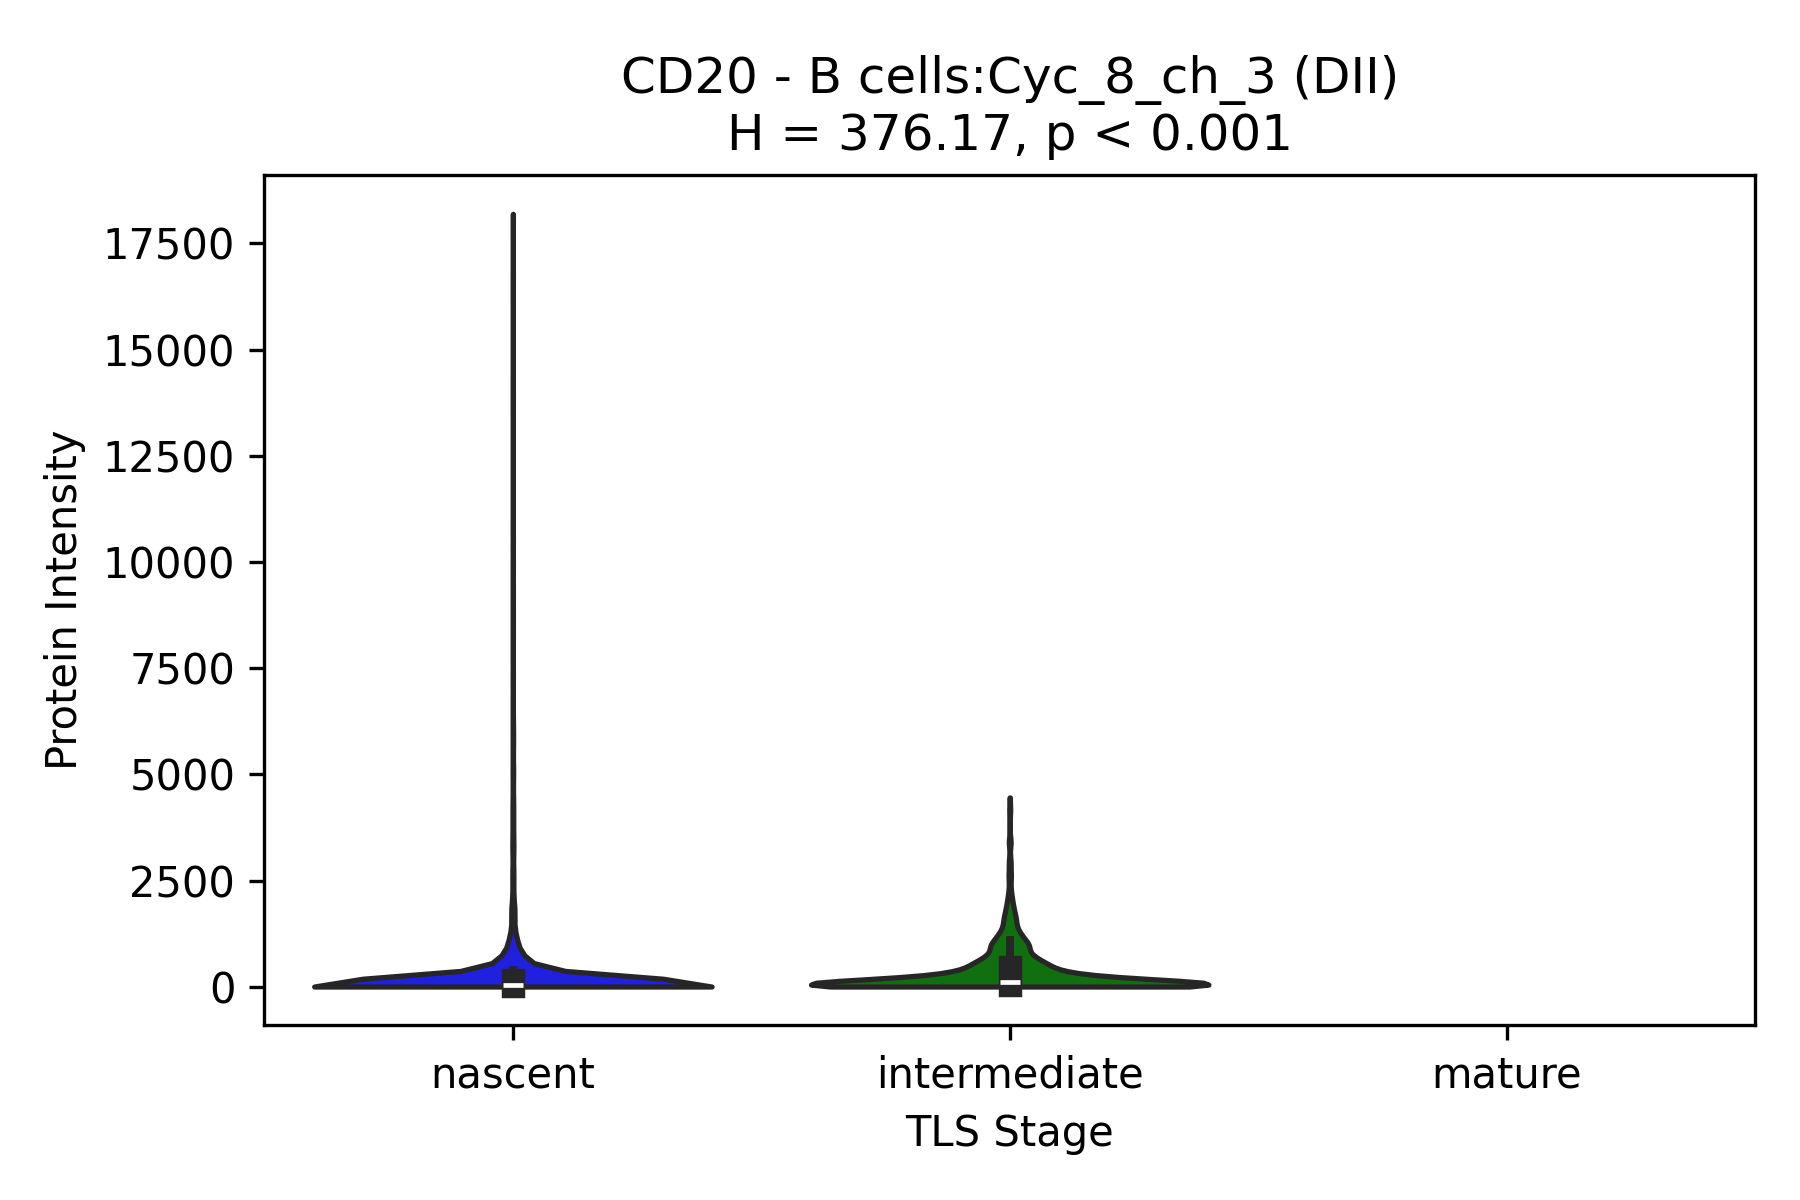 CD20 - B cells:Cyc_8_ch_3 (DII)
H = 376.17, p < 0.001
Protein Intensity
17500
15000
12500
10000
7500
5000
2500
0
nascent intermediate mature
TLS Stage